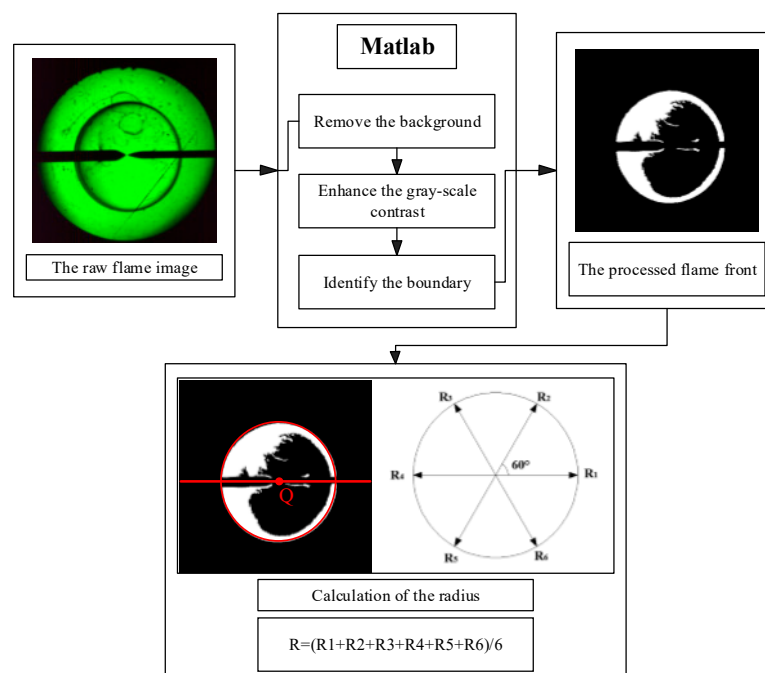 Matlab
Remove the background
Enhance the gray-scale
contrast
Identify the boundary
The raw flame image
The processed flame front
Q
R3
R2
60°
R4
R1
R5
R6
Calculation of the radius
R=(R1+R2+R3+R4+R5+R6)/6